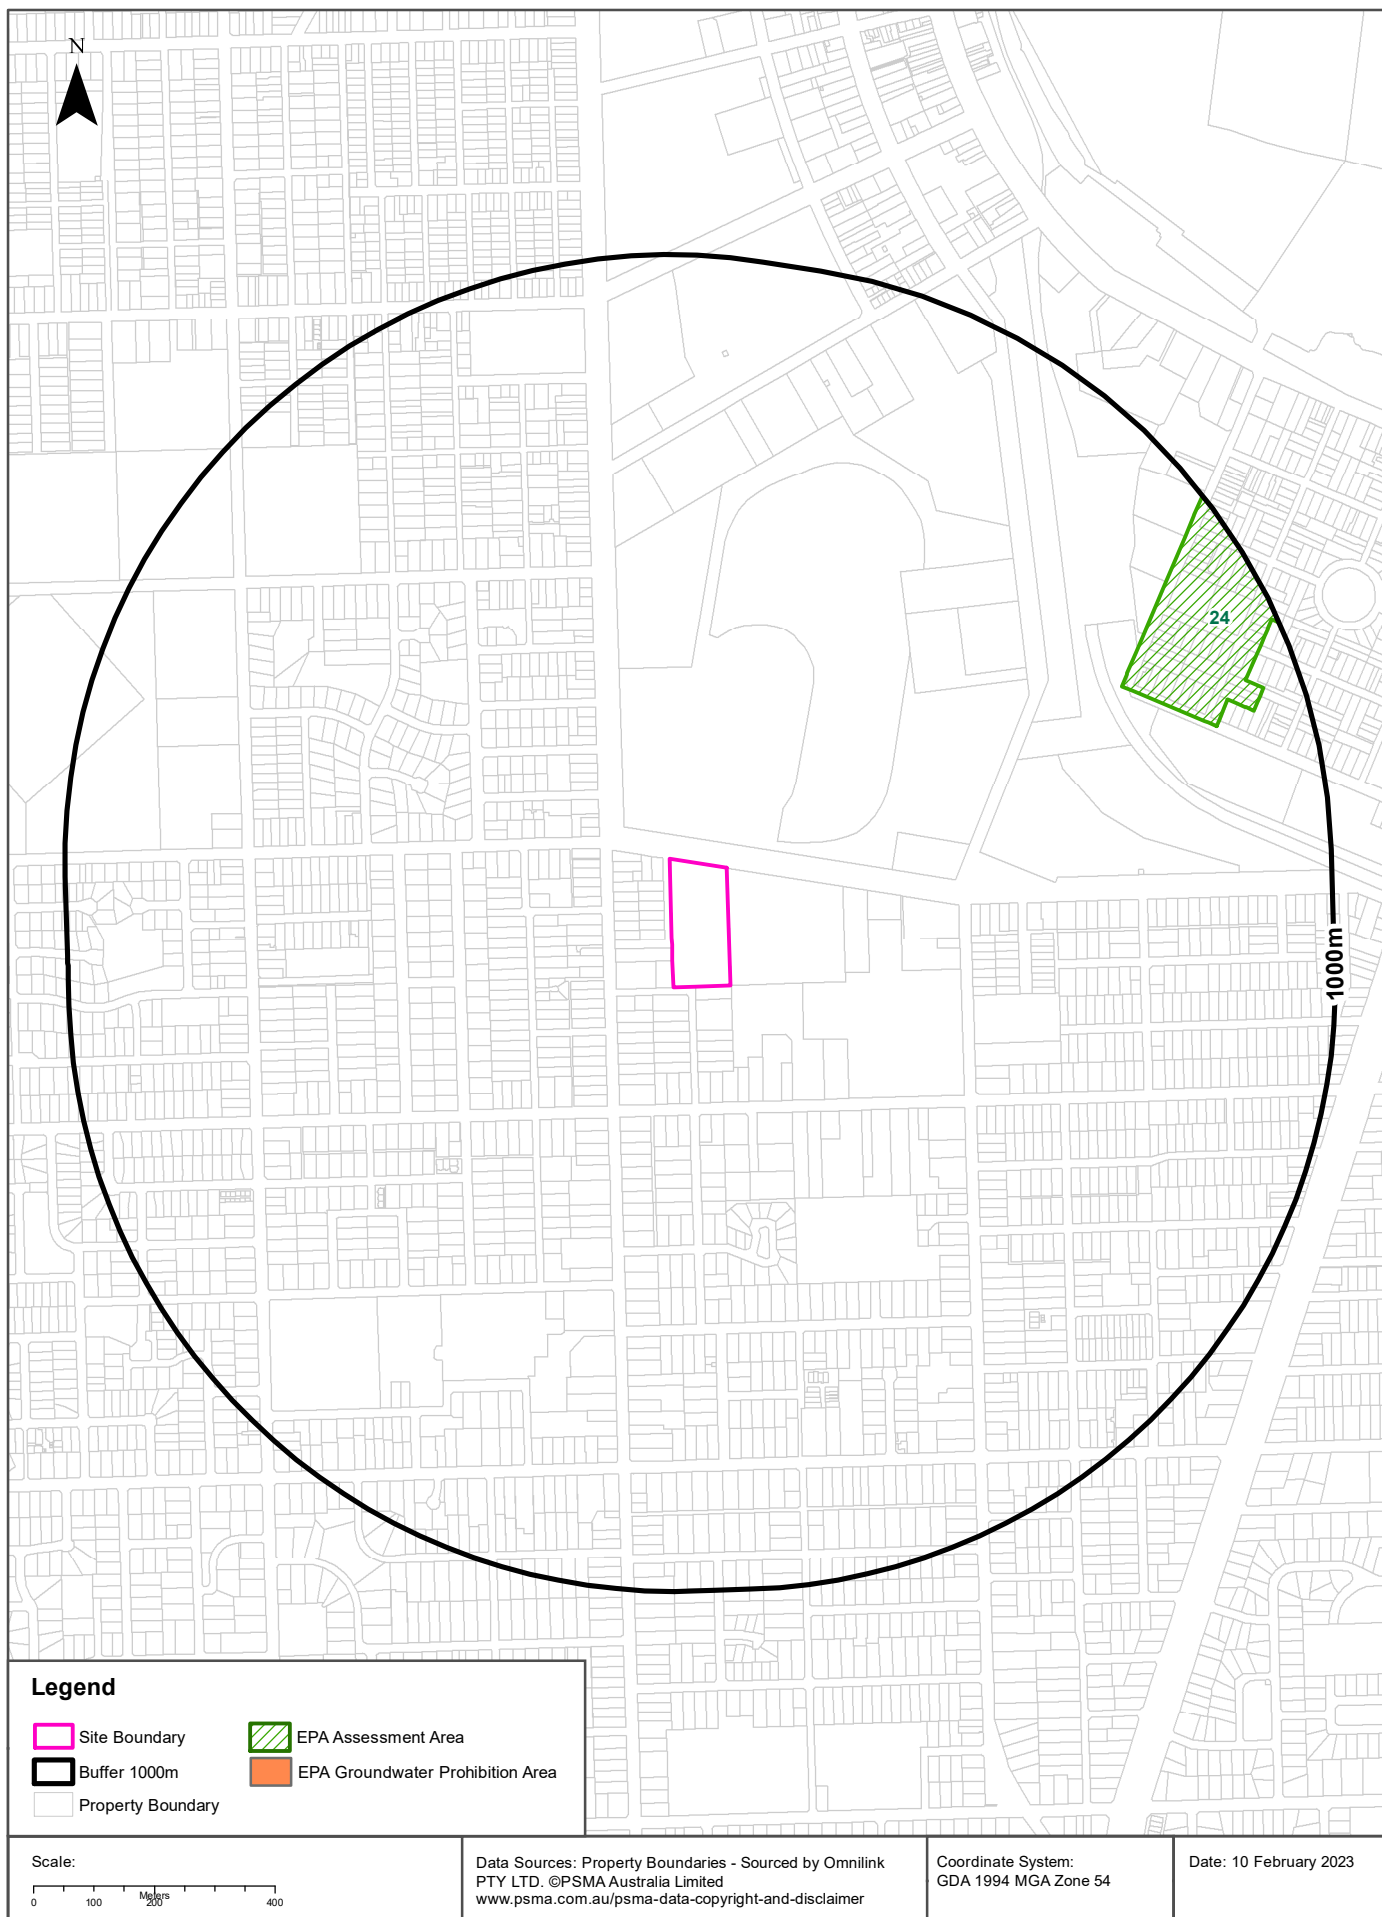 N
24
1000m
Legend
Site Boundary
EPA Assessment Area
Buffer 1000m
EPA Groundwater Prohibition Area
Property Boundary
Scale:
Meters
0 100 200 400
Data Sources: Property Boundaries - Sourced by Omnilink
PTY LTD. ©PSMA Australia Limited
www.psma.com.au/psma-data-copyright-and-disclaimer
Coordinate System:
GDA 1994 MGA Zone 54
Date: 10 February 2023